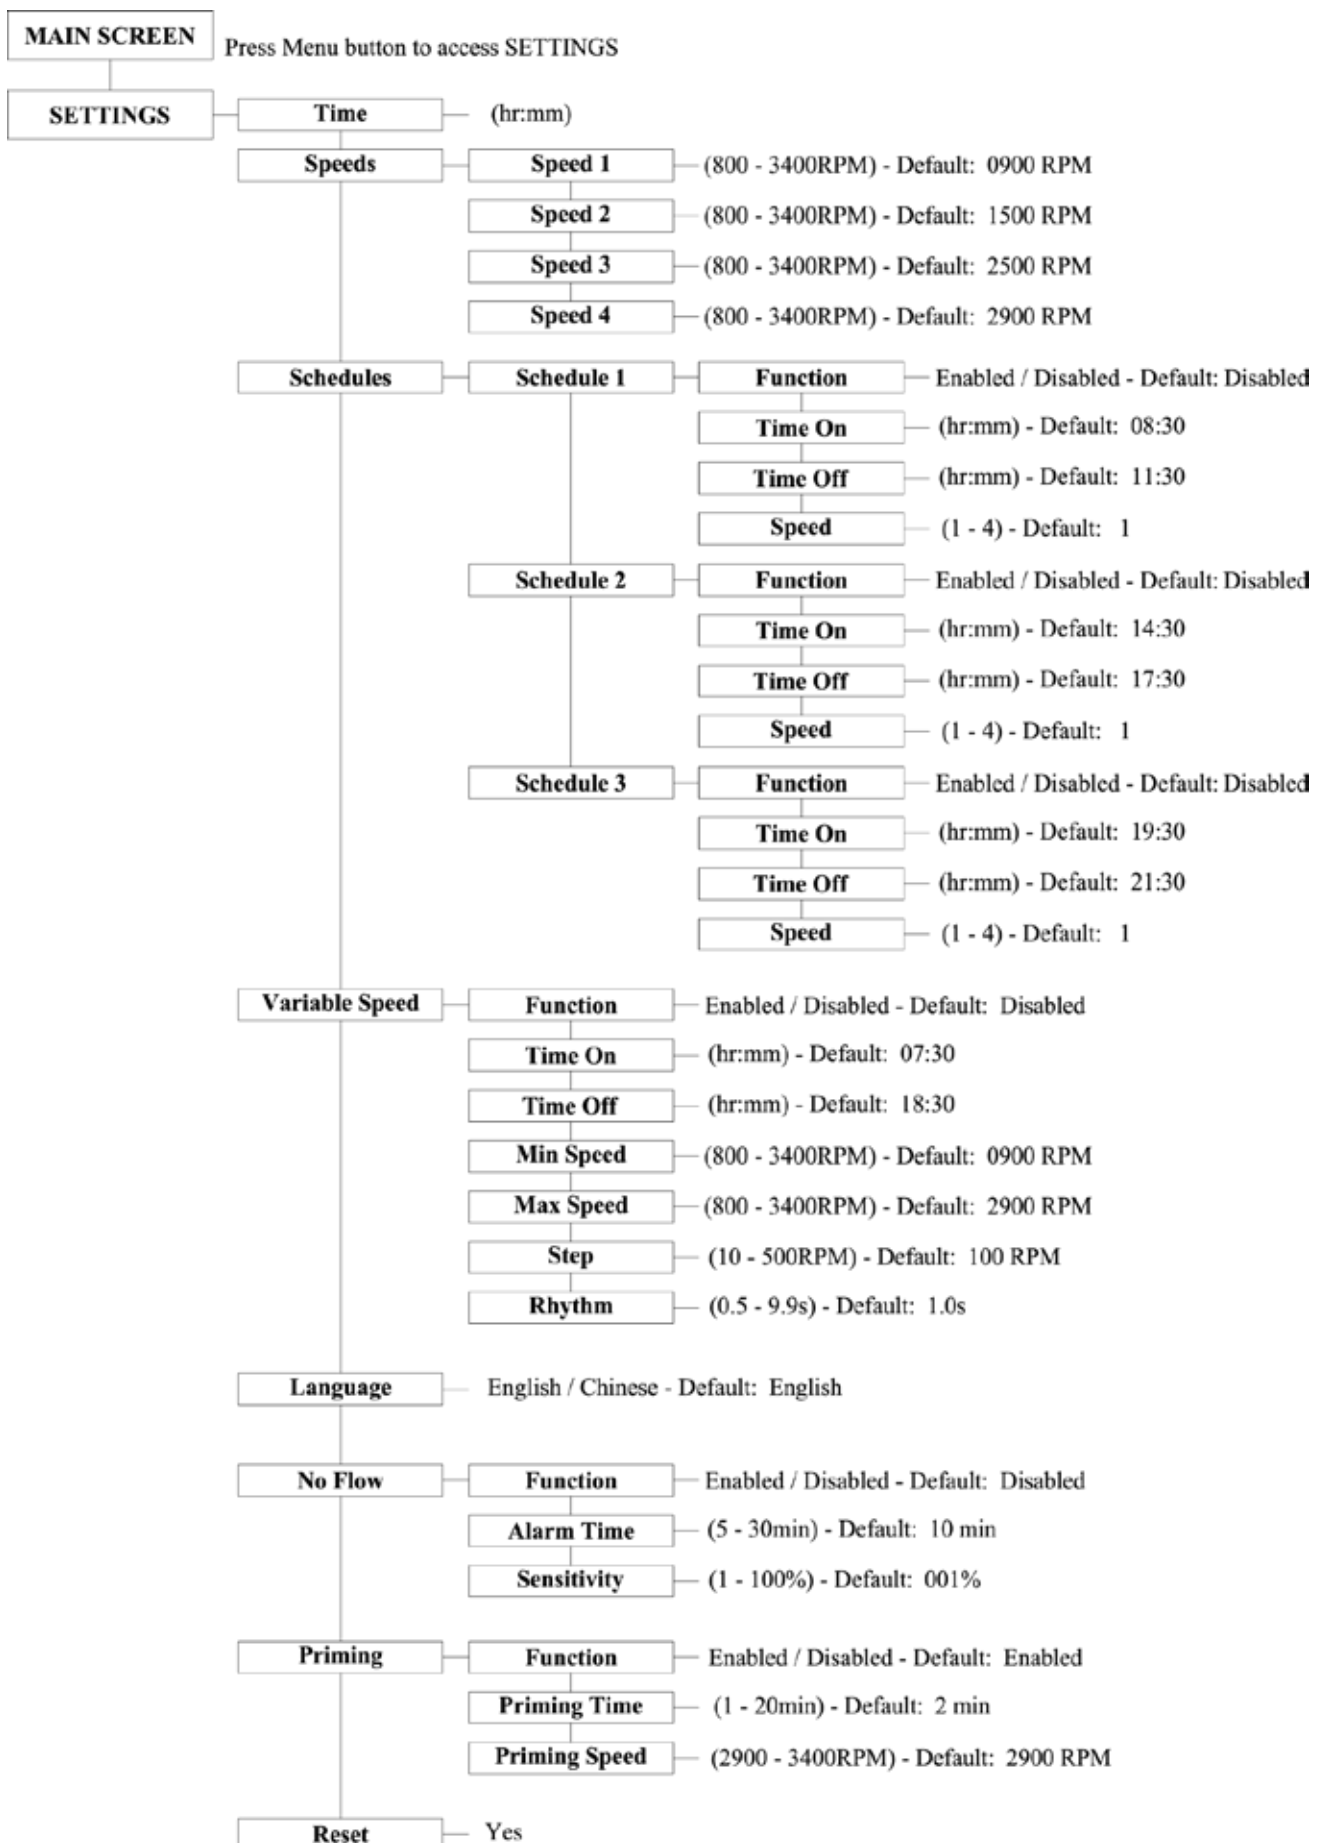 MAIN SCREEN
Press Menu button to access SETTINGS
SETTINGS
Time
(hr:mm)
Speeds
Speed 1
(800 - 3400RPM) - Default: 0900 RPM
Speed 2
(800 - 3400RPM) - Default: 1500 RPM
Speed 3
(800 - 3400RPM) - Default: 2500 RPM
Speed 4
(800 - 3400RPM) - Default: 2900 RPM
Schedules
Schedule 1
Function
Enabled / Disabled - Default: Disabled
Time On
(hr:mm) - Default: 08:30
Time Off
(hr:mm) - Default: 11:30
Speed
(1 - 4) - Default: 1
Schedule 2
Function
Enabled / Disabled - Default: Disabled
Time On
(hr:mm) - Default: 14:30
Time Off
(hr:mm) - Default: 17:30
Speed
(1 - 4) - Default: 1
Schedule 3
Function
Enabled / Disabled - Default: Disabled
Time On
(hr:mm) - Default: 19:30
Time Off
(hr:mm) - Default: 21:30
Speed
(1 - 4) - Default: 1
Variable Speed
Function
Enabled / Disabled - Default: Disabled
Time On
(hr:mm) - Default: 07:30
Time Off
(hr:mm) - Default: 18:30
Min Speed
(800 - 3400RPM) - Default: 0900 RPM
Max Speed
(800 - 3400RPM) - Default: 2900 RPM
Step
(10 - 500RPM) - Default: 100 RPM
Rhythm
(0.5 - 9.9s) - Default: 1.0s
Language
English / Chinese - Default: English
No Flow
Function
Enabled / Disabled - Default: Disabled
Alarm Time
(5 - 30min) - Default: 10 min
Sensitivity
(1 - 100%) - Default: 001%
Priming
Function
Enabled / Disabled - Default: Enabled
Priming Time
(1 - 20min) - Default: 2 min
Priming Speed
(2900 - 3400RPM) - Default: 2900 RPM
Reset
Yes